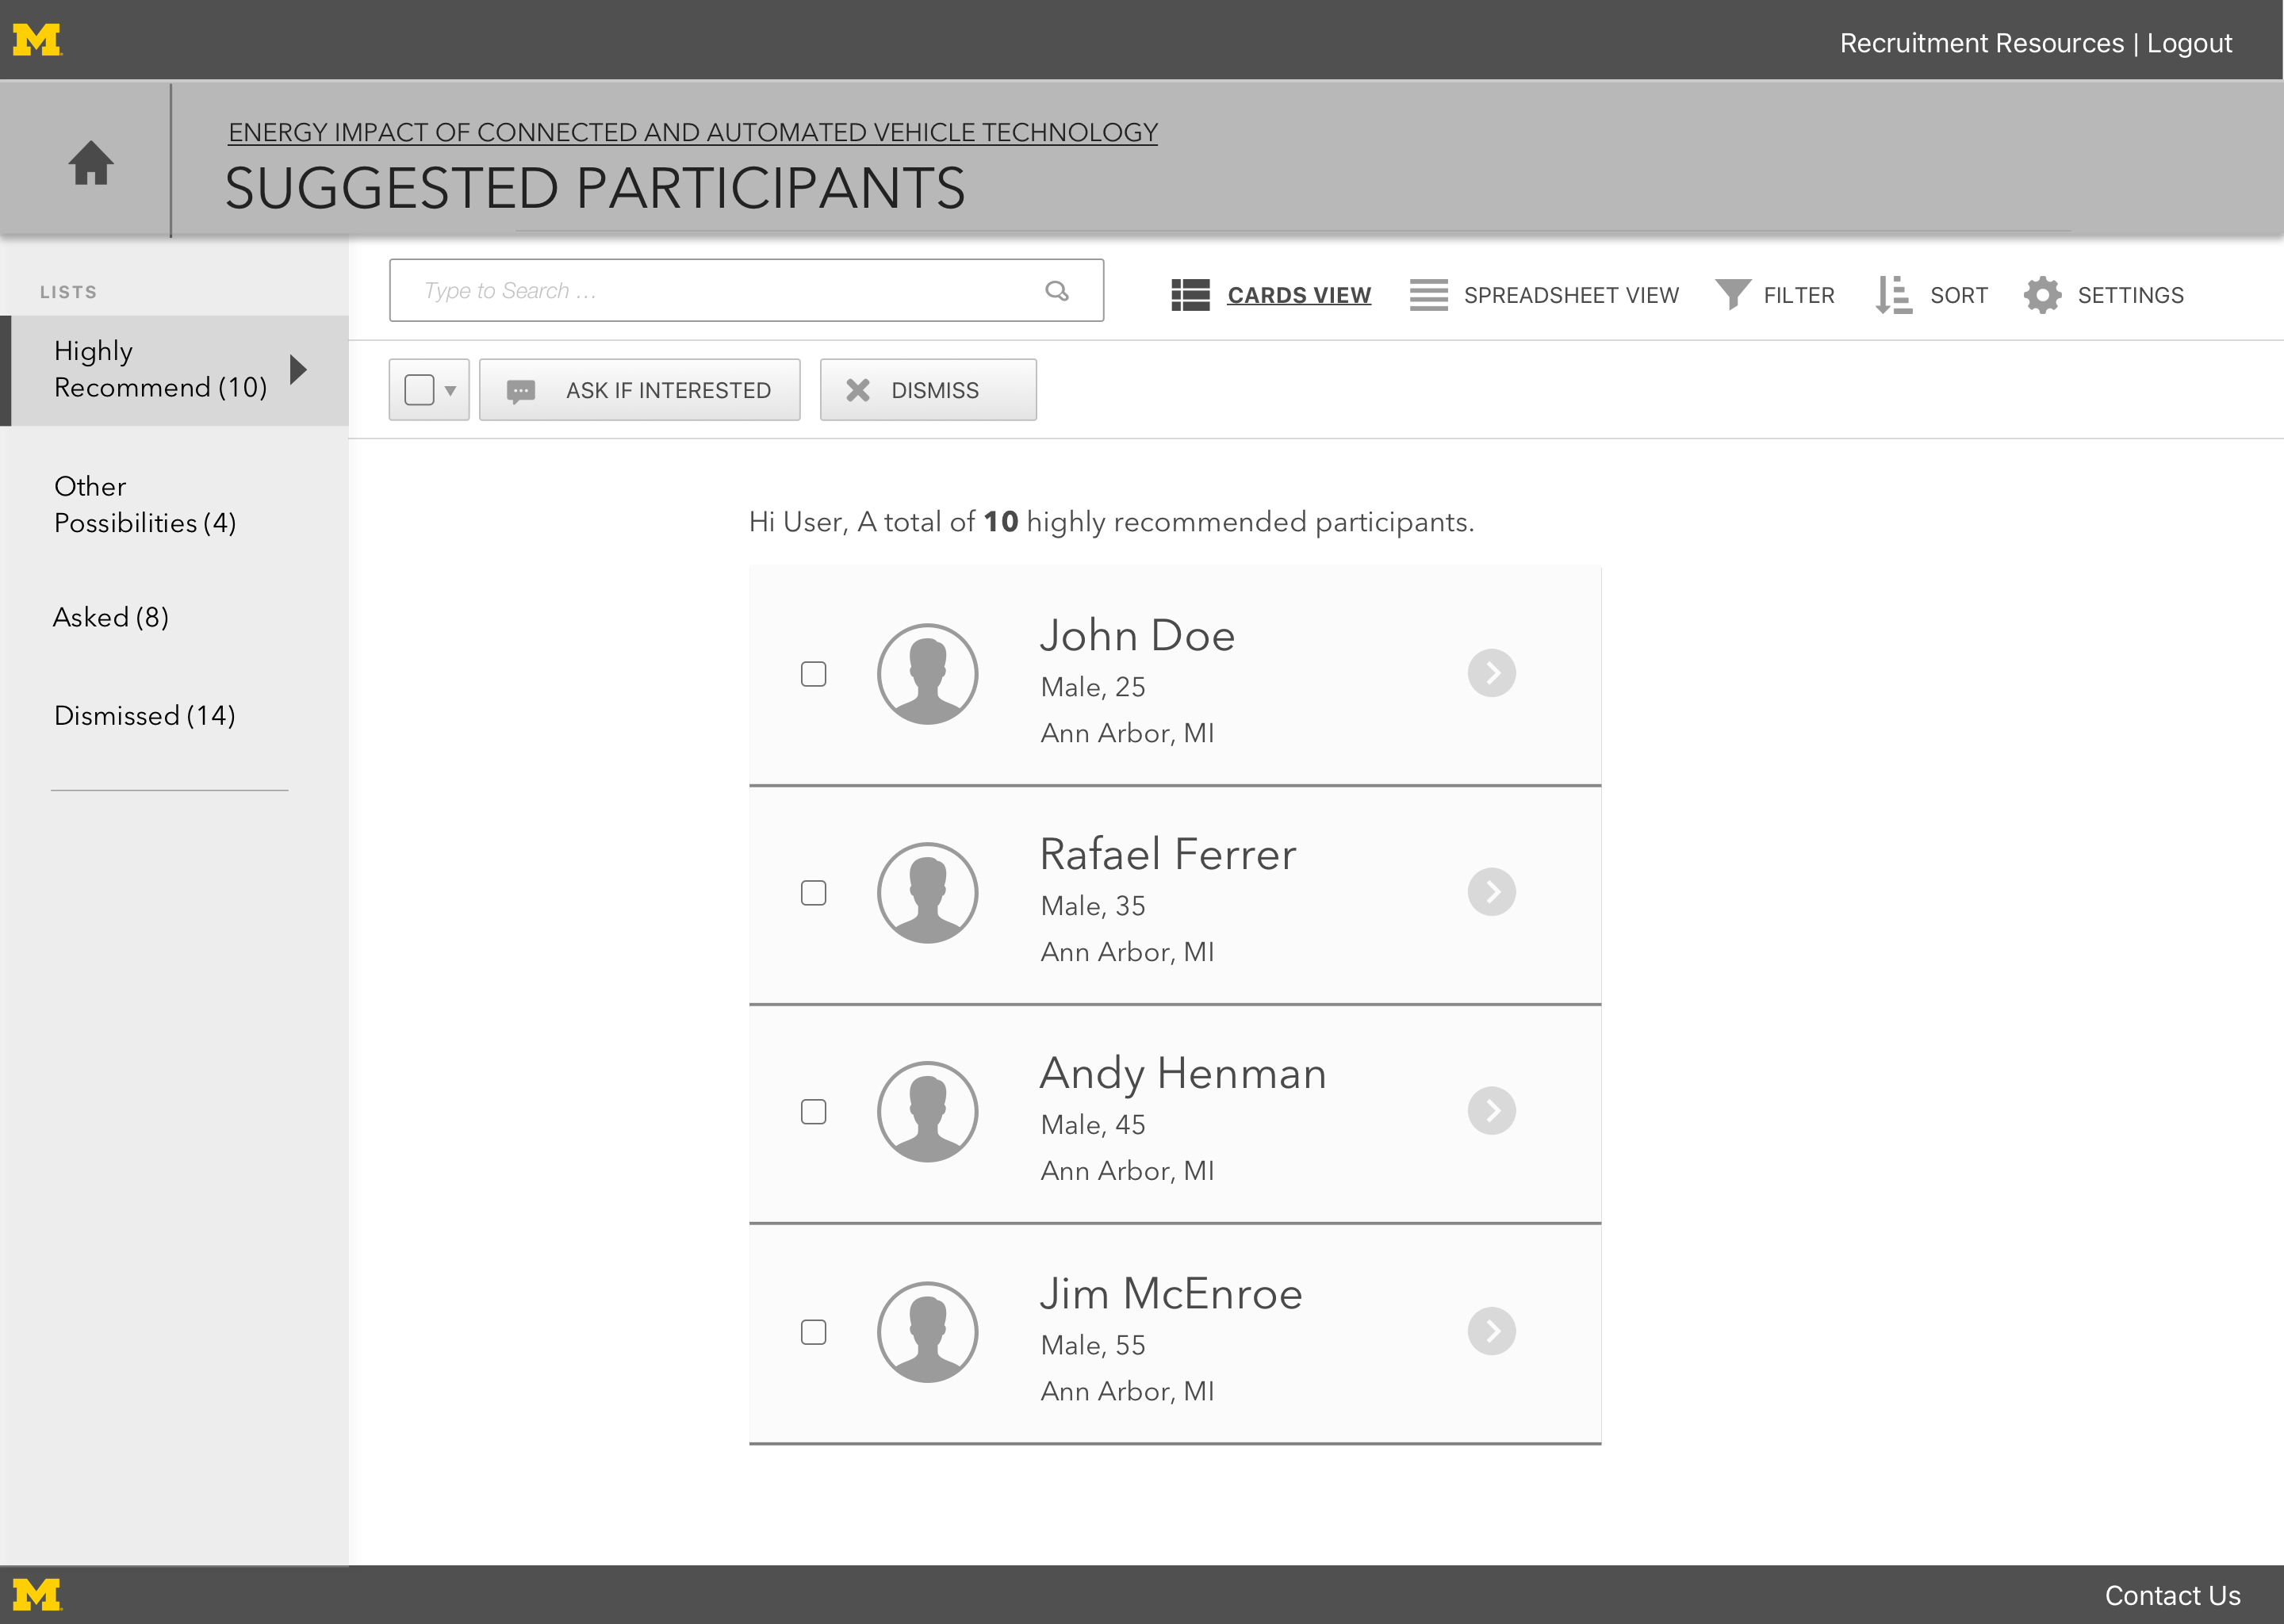 M
Recruitment Resources | Logout
ENERGY IMPACT OF CONNECTED AND AUTOMATED VEHICLE TECHNOLOGY
SUGGESTED PARTICIPANTS
LISTS
Highly
Recommend (10)
Other
Possibilities (4)
Asked (8)
Dismissed (14)
Type to Search ...
CARDS VIEW
SPREADSHEET VIEW
FILTER
SORT
SETTINGS
ASK IF INTERESTED
DISMISS
Hi User, A total of 10 highly recommended participants.
John Doe
Male, 25
Ann Arbor, MI
Rafael Ferrer
Male, 35
Ann Arbor, MI
Andy Henman
Male, 45
Ann Arbor, MI
Jim McEnroe
Male, 55
Ann Arbor, MI
M
Contact Us